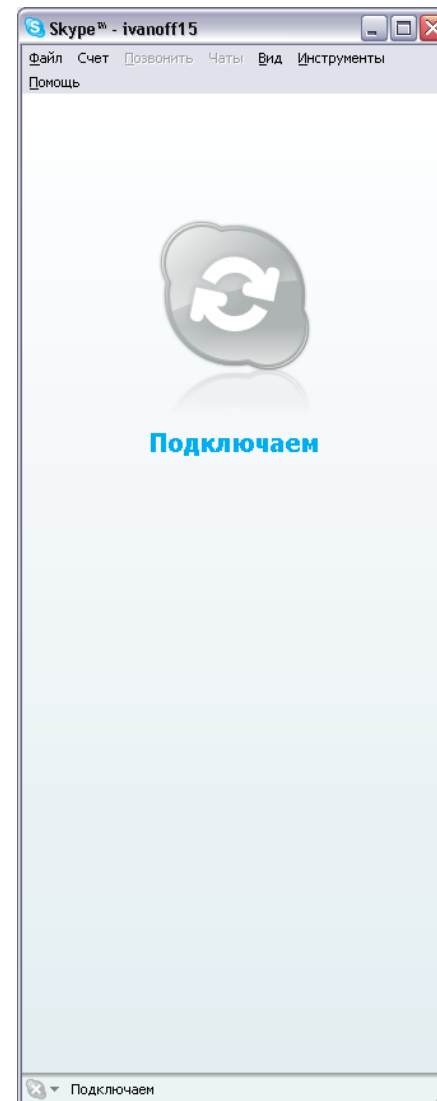 Skype™ - ivanoff15
Файл Счет Позвонить Чаты Вид Инструменты
Помощь
Подключаем
Подключаем